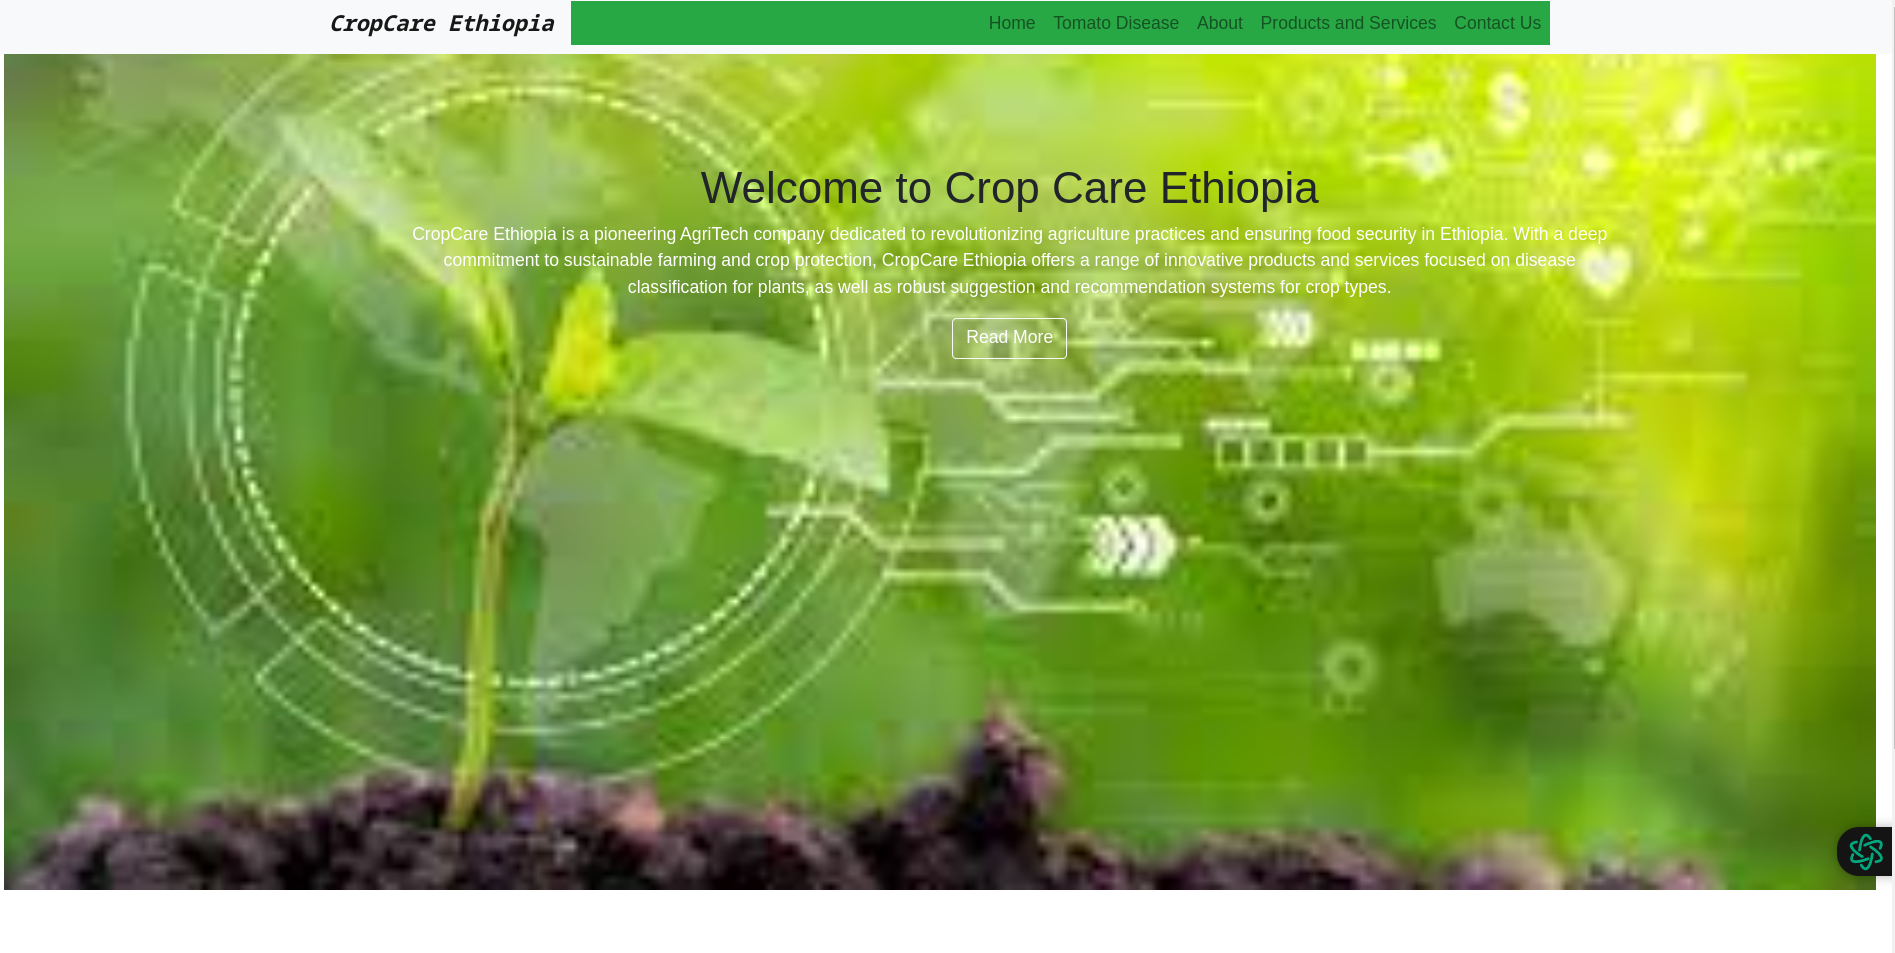 CropCare Ethiopia
Home Tomato Disease About Products and Services Contact Us
Welcome to Crop Care Ethiopia
CropCare Ethiopia is a pioneering AgriTech company dedicated to revolutionizing agriculture practices and ensuring food security in Ethiopia. With a deep
commitment to sustainable farming and crop protection, CropCare Ethiopia offers a range of innovative products and services focused on disease
classification for plants, as well as robust suggestion and recommendation systems for crop types.
Read More